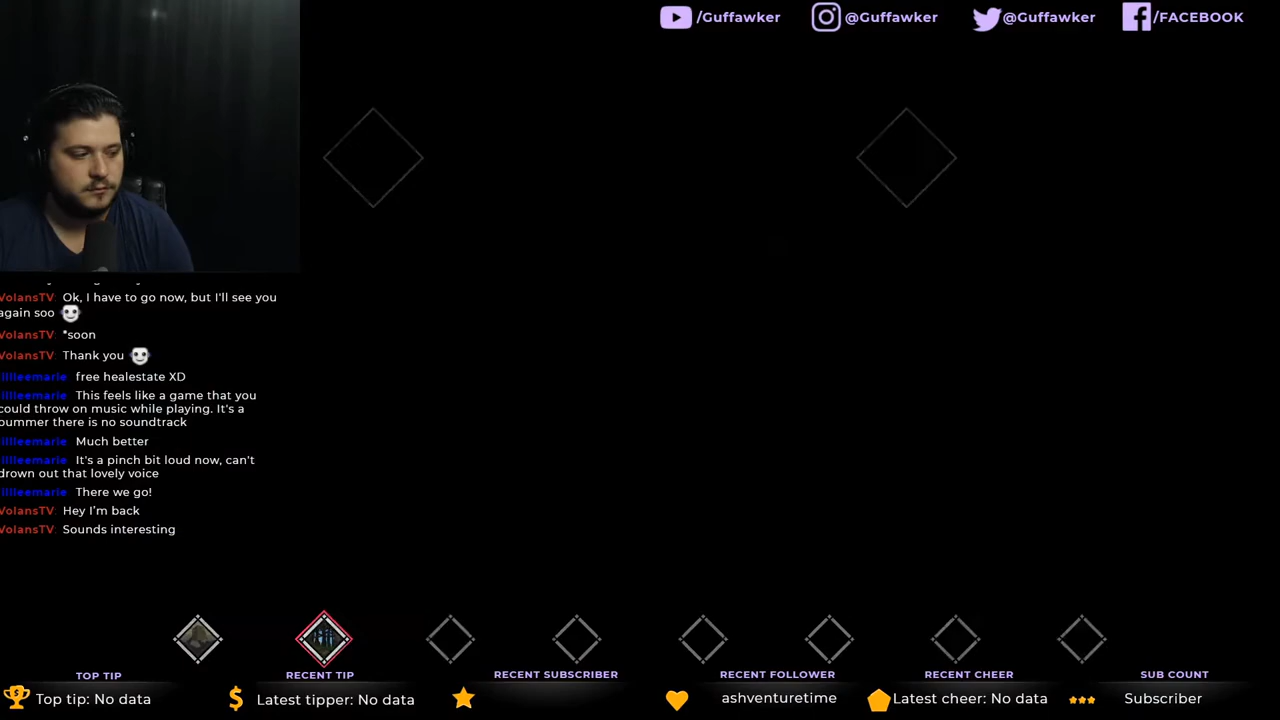 /Guffawker
@Guffawker
@Guffawker
/FACEBOOK
VolansTV: Ok, I have to go now, but I'll see you
again soo
VolansTV: *soon
VolansTV: Thank you
free healestate XD
This feels like a game that you
could throw on music while playing. It's a
bummer there is no soundtrack
Much better
It's a pinch bit loud now, can't
drown out that lovely voice
There we go!
VolansTV: Hey I'm back
VolansTV: Sounds interesting
TOP TIP
RECENT TIP
RECENT SUBSCRIBER
RECENT FOLLOWER
RECENT CHEER
SUB COUNT
Top tip: No data
Latest tipper: No data
ashventuretime
Latest cheer: No data
Subscriber